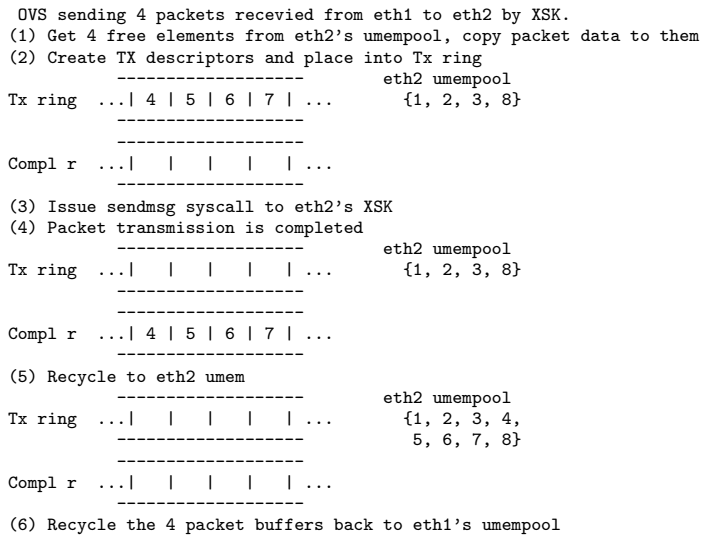 OVS sending 4 packets recevied from eth1 to eth2 by XSK.
(1) Get 4 free elements from eth2's umempool, copy packet data to them
(2) Create TX descriptors and place into Tx ring
------------------- eth2 umempool
Tx ring ...| 4 | 5 | 6 | 7 | ... {1, 2, 3, 8}
-------------------
-------------------
Compl r ...| | | | | ...
-------------------
(3) Issue sendmsg syscall to eth2's XSK
(4) Packet transmission is completed
------------------- eth2 umempool
Tx ring ...| | | | | ... {1, 2, 3, 8}
-------------------
-------------------
Compl r ...| 4 | 5 | 6 | 7 | ...
-------------------
(5) Recycle to eth2 umem
------------------- eth2 umempool
Tx ring ...| | | | | ... {1, 2, 3, 4,
------------------- 5, 6, 7, 8}
-------------------
Compl r ...| | | | | ...
-------------------
(6) Recycle the 4 packet buffers back to eth1's umempool